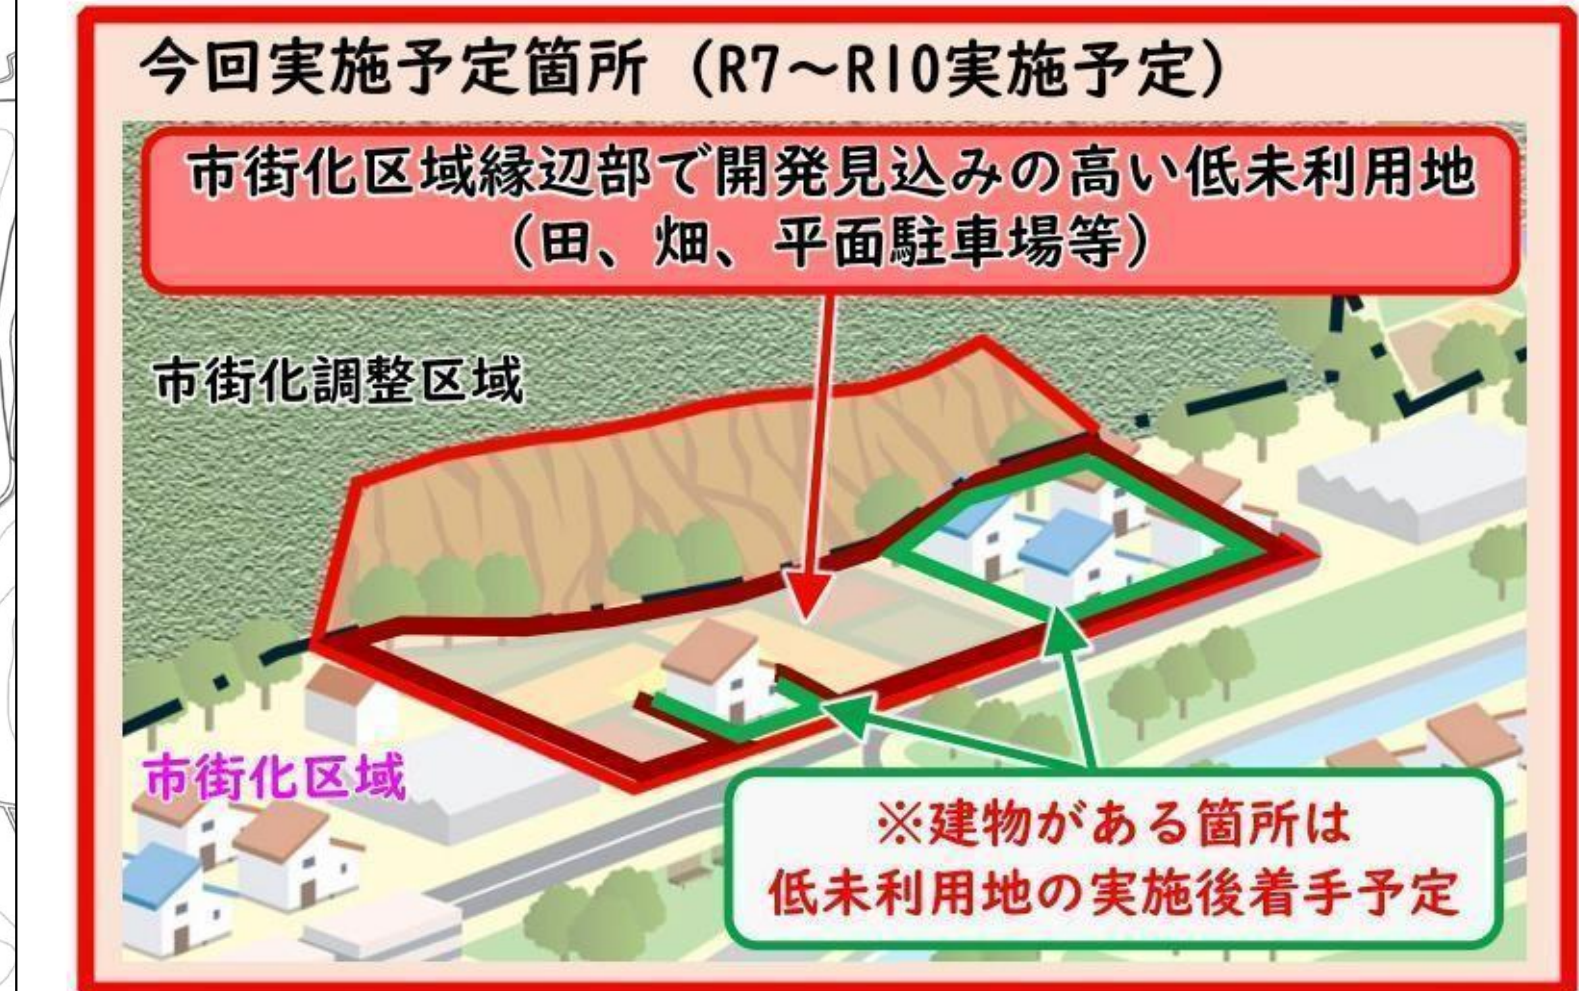 今回実施予定箇所（R7～R10実施予定）
市街化区域縁辺部で開発見込みの高い低未利用地
（田、畑、平面駐車場等）
市街化調整区域
市街化区域
※建物がある箇所は
低未利用地の実施後着手予定